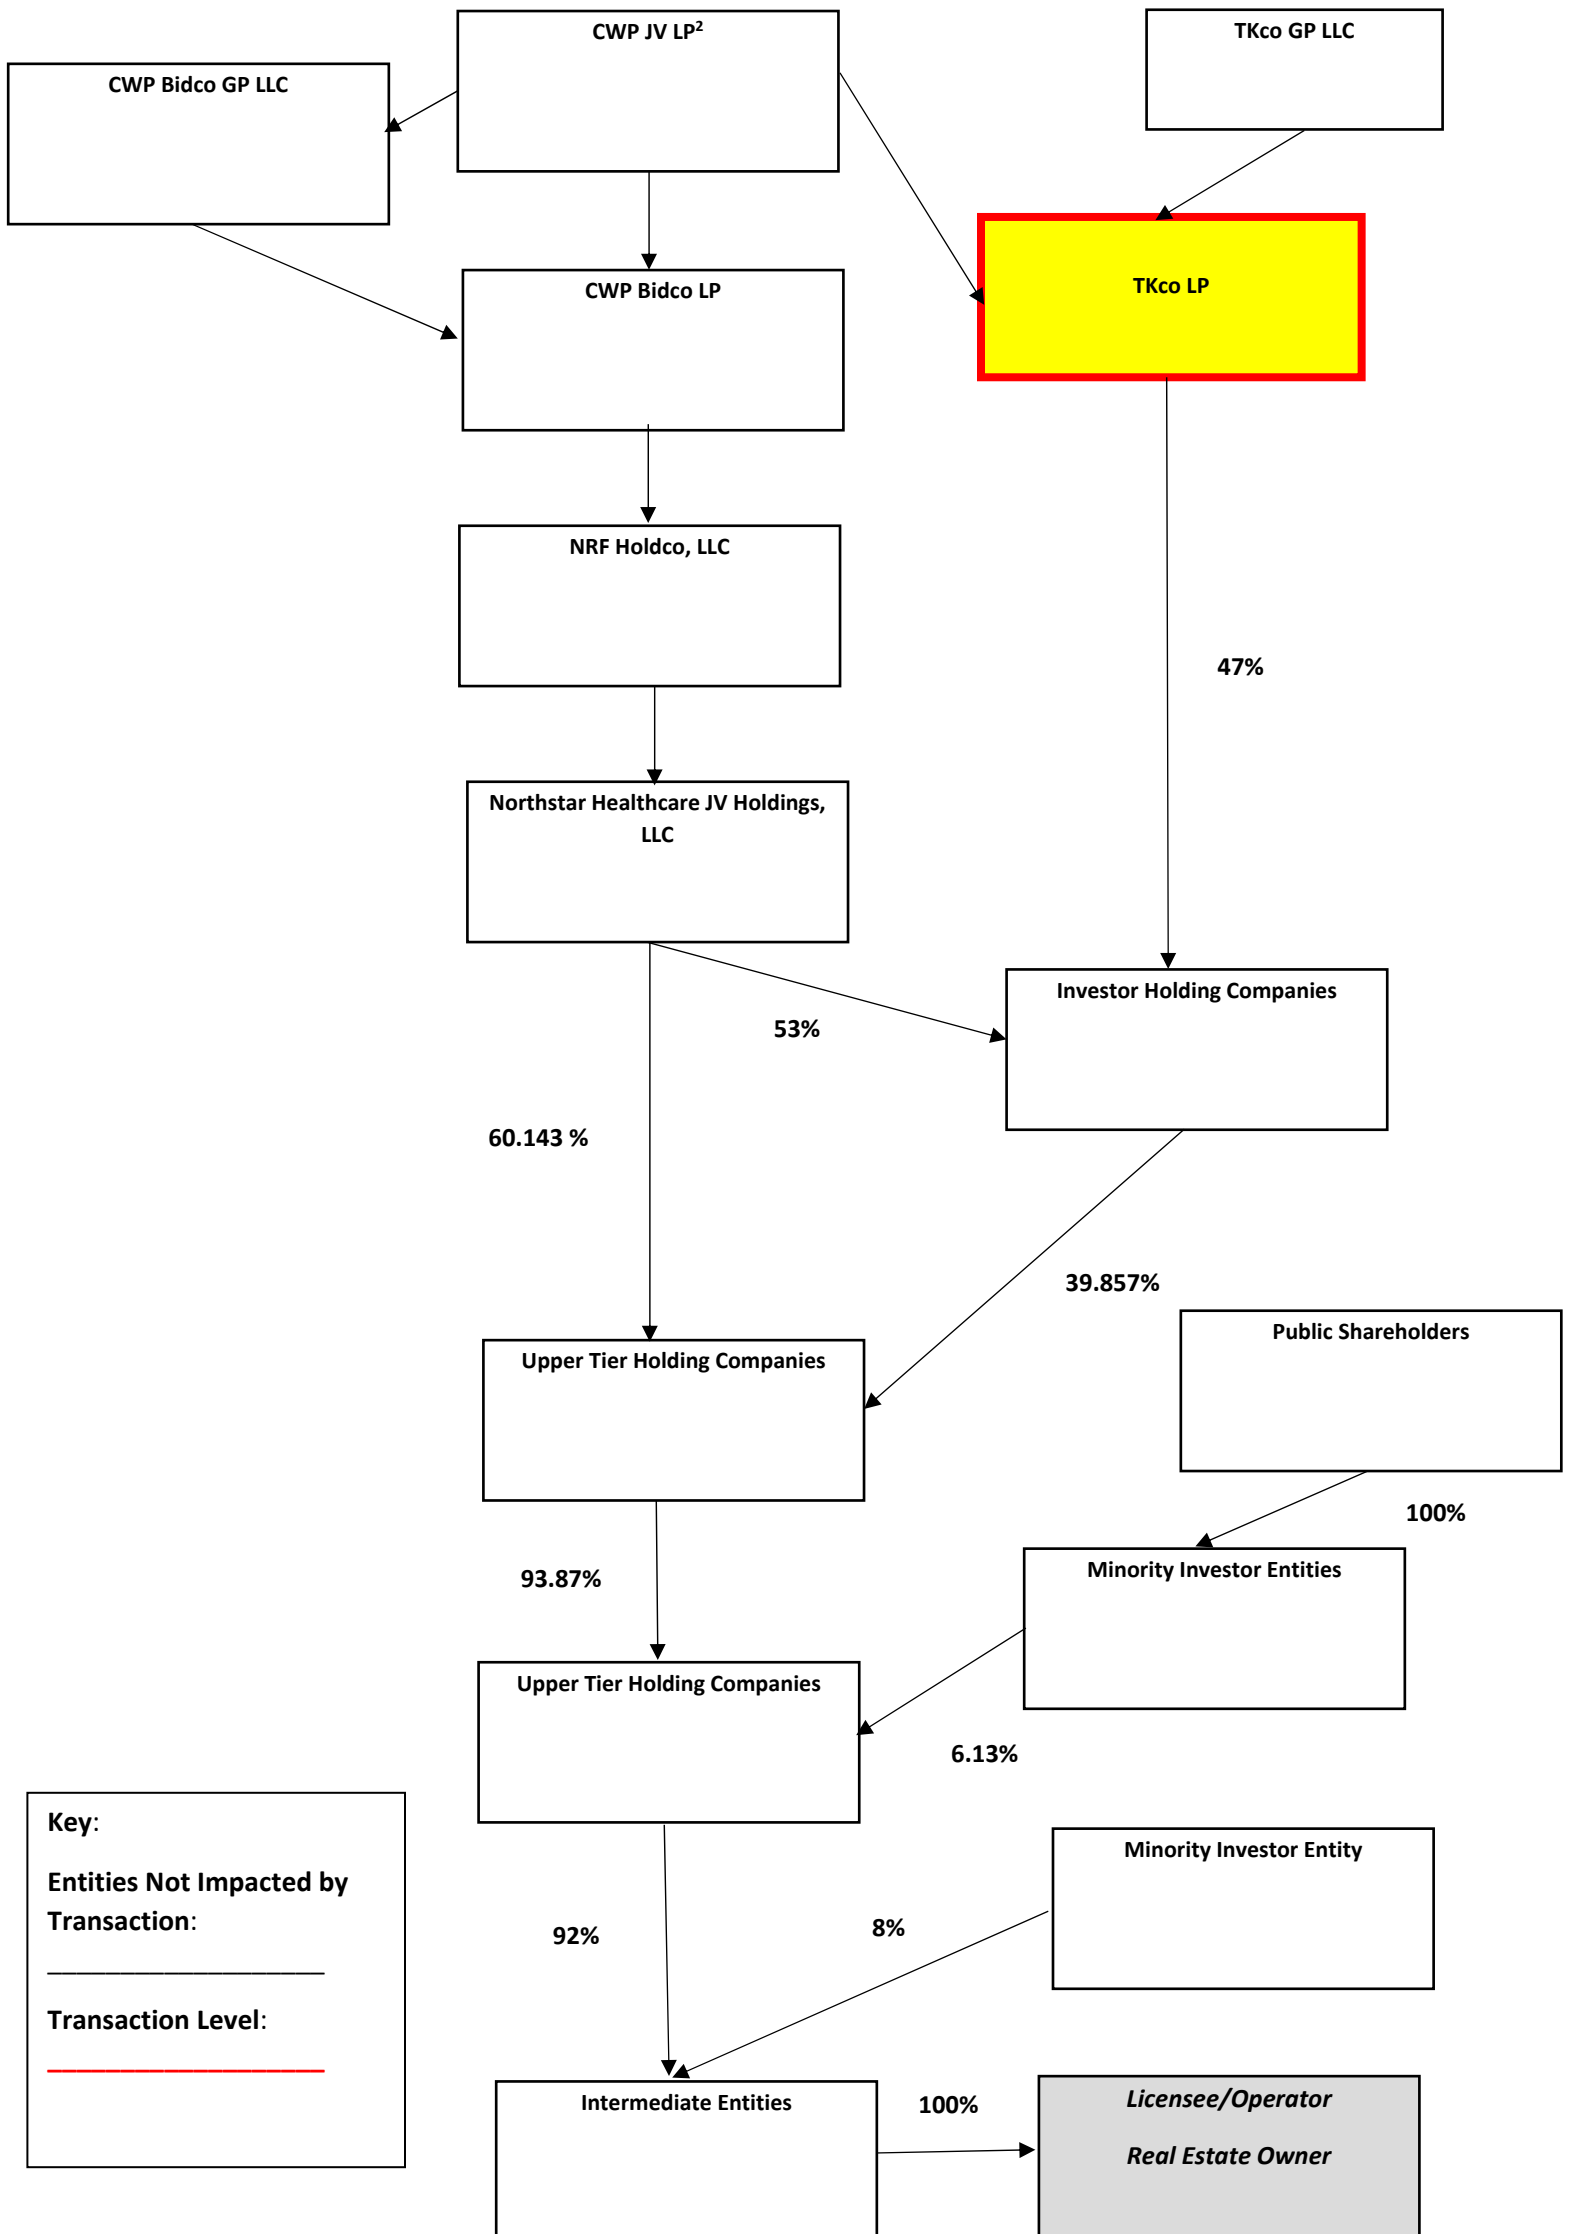 CWP JV LP²
TKco GP LLC
CWP Bidco GP LLC
TKco LP
CWP Bidco LP
NRF Holdco, LLC
47%
Northstar Healthcare JV Holdings,
LLC
Investor Holding Companies
53%
60.143 %
39.857%
Public Shareholders
Upper Tier Holding Companies
100%
Minority Investor Entities
93.87%
Upper Tier Holding Companies
6.13%
Key:
Entities Not Impacted by
Transaction:
Transaction Level:
Minority Investor Entity
92%
8%
Intermediate Entities
100%
Licensee/Operator
Real Estate Owner